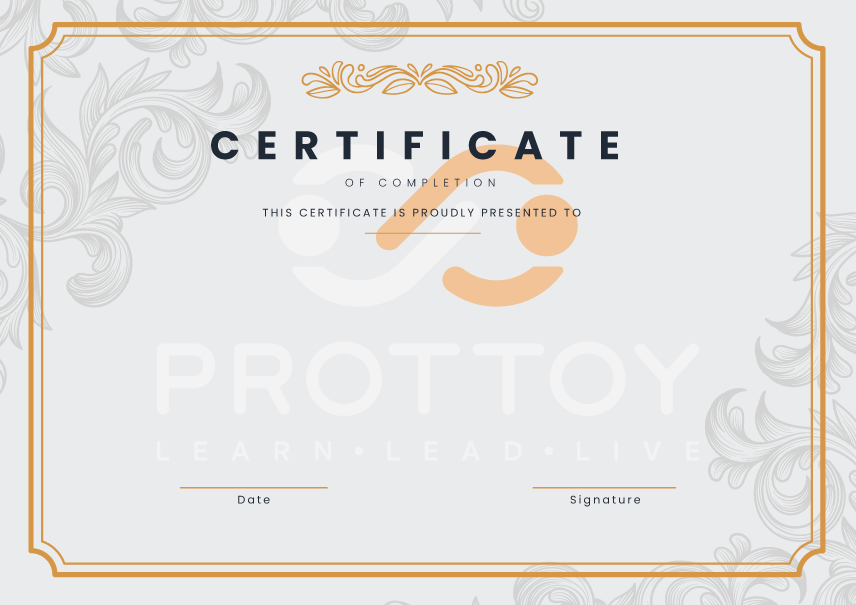 CERTIFICATE
OF COMPLETION
THIS CERTIFICATE IS PROUDLY PRESENTED TO
PROTTOY
LEARN•LEAD•LIVE
Date
Signature